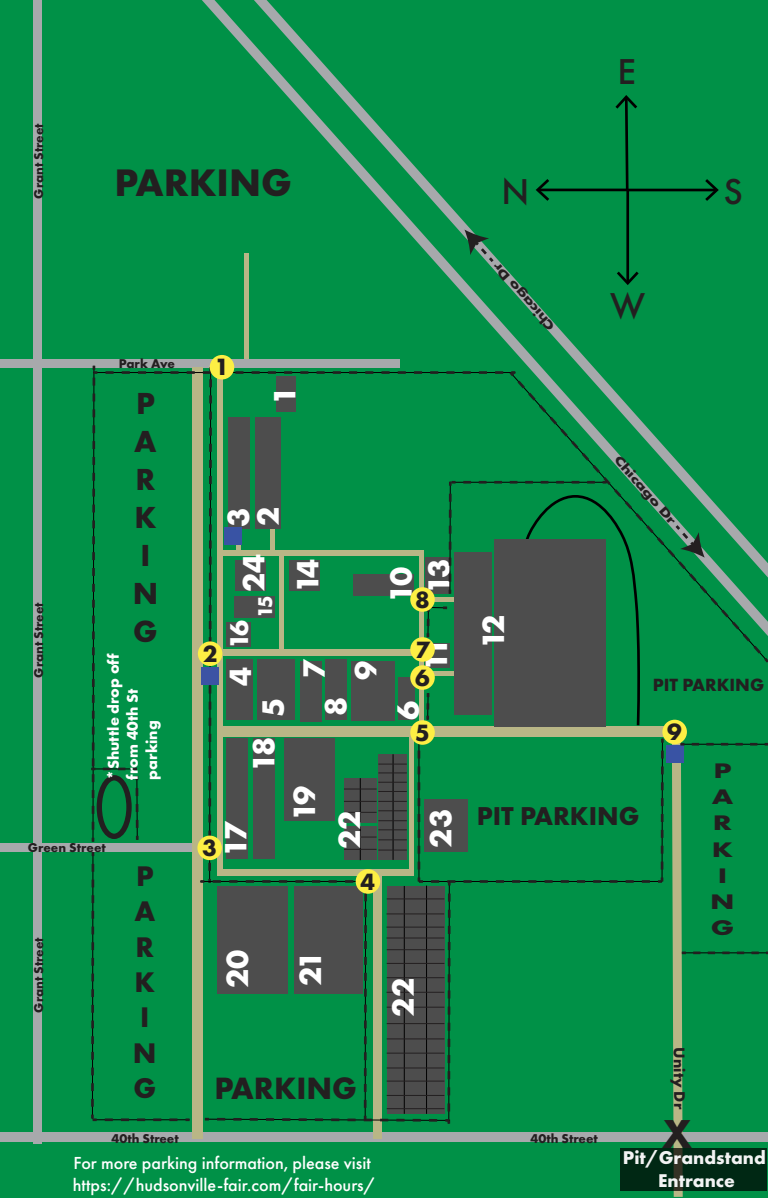 E
N
S
W
PARKING
Grant Street
Chicago Dr
Park Ave
1
1
PARKING
Chicago Dr
3
2
24
14
10
13
15
8
12
16
11
2
7
4
5
7
8
9
6
6
Grant Street
* Shuttle drop off
from 40th St
parking
PIT PARKING
5
9
18
19
22
17
23
PIT PARKING
PARKING
Green Street
3
4
PARKING
20
21
22
Grant Street
PARKING
Unity Dr
40th Street
40th Street
X
Pit/Grandstand
Entrance
For more parking information, please visit
https://hudsonville-fair.com/fair-hours/